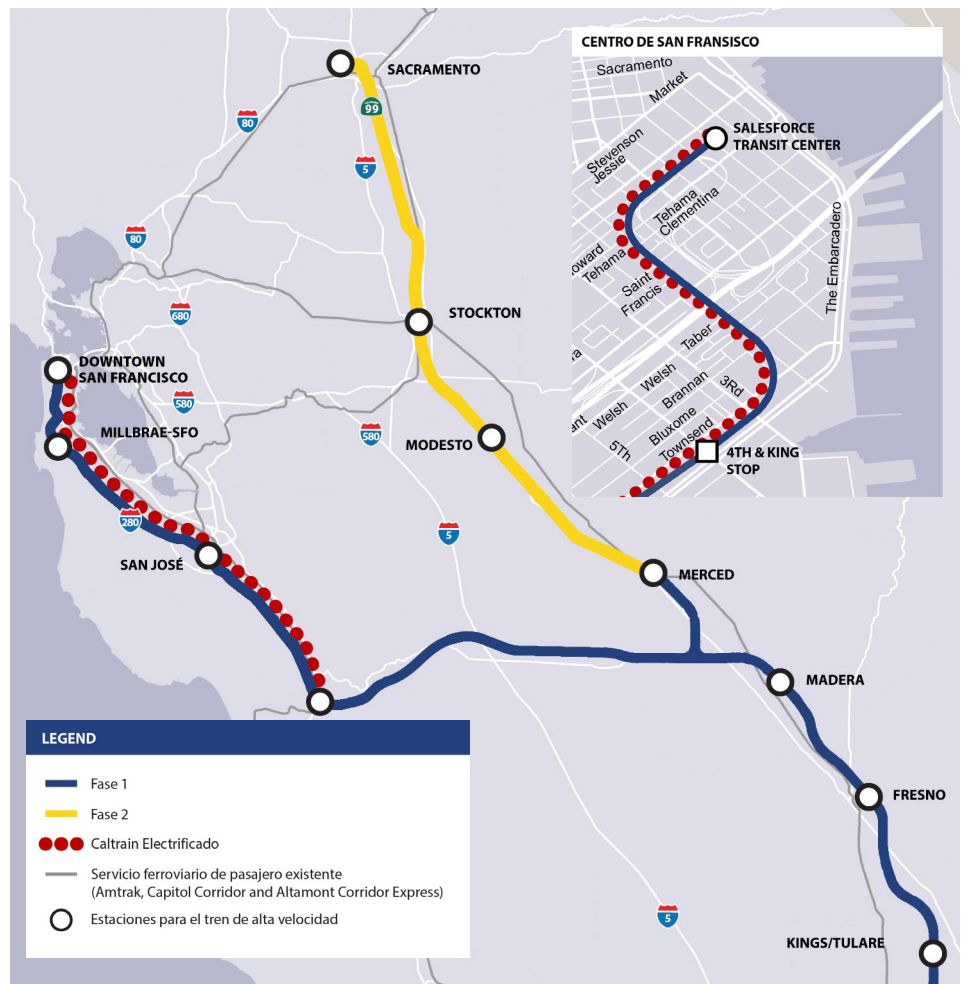 SACRAMENTO
99
80
5
80
680
STOCKTON
DOWNTOWN
SAN FRANCISCO
580
MILLBRAE-SFO
580
MODESTO
280
5
SAN JOSÉ
MERCED
MADERA
FRESNO
5
KINGS/TULARE
CENTRO DE SAN FRANSISCO
Sacramento
Market
SALESFORCE
TRANSIT CENTER
Stevenson
Jessie
Tehama
Clementina
oward
Tehama
Saint
Francis
The Embarcadero
Taber
ra
Welsh
Brannan
3Rd
ant
Welsh
Bluxome
Townsend
5Th
4TH & KING
STOP
LEGEND
Fase 1
Fase 2
Caltrain Electrificado
Servicio ferroviario de pasajero existente
(Amtrak, Capitol Corridor and Altamont Corridor Express)
Estaciones para el tren de alta velocidad